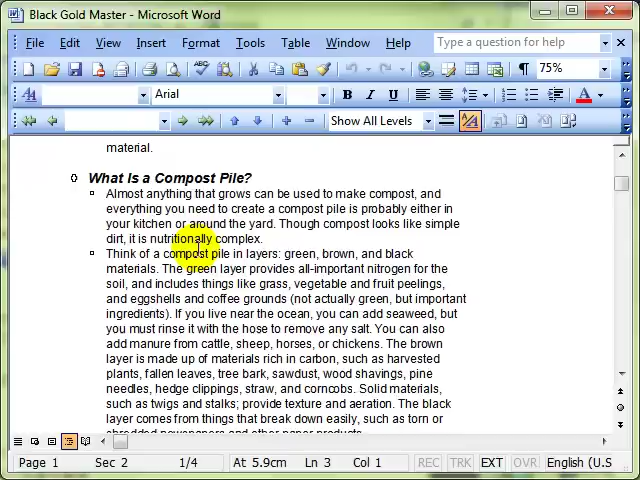 Black Gold Master - Microsoft Word
File Edit View Insert Format Tools Table Window Help Type a question for help
75%
Arial B I U A
Show All Levels
material.
What Is a Compost Pile?
Almost anything that grows can be used to make compost, and
everything you need to create a compost pile is probably either in
your kitchen or around the yard. Though compost looks like simple
dirt, it is nutritionally complex.
Think of a compost pile in layers: green, brown, and black
materials. The green layer provides all-important nitrogen for the
soil, and includes things like grass, vegetable and fruit peelings,
and eggshells and coffee grounds (not actually green, but important
ingredients). If you live near the ocean, you can add seaweed, but
you must rinse it with the hose to remove any salt. You can also
add manure from cattle, sheep, horses, or chickens. The brown
layer is made up of materials rich in carbon, such as harvested
plants, fallen leaves, tree bark, sawdust, wood shavings, pine
needles, hedge clippings, straw, and corncobs. Solid materials,
such as twigs and stalks; provide texture and aeration. The black
layer comes from things that break down easily, such as torn or
shredded newspapers and other paper products.
Page 1 Sec 2 1/4 At 5.9cm Ln 3 Col 1 REC TRK EXT OVR English (U.S